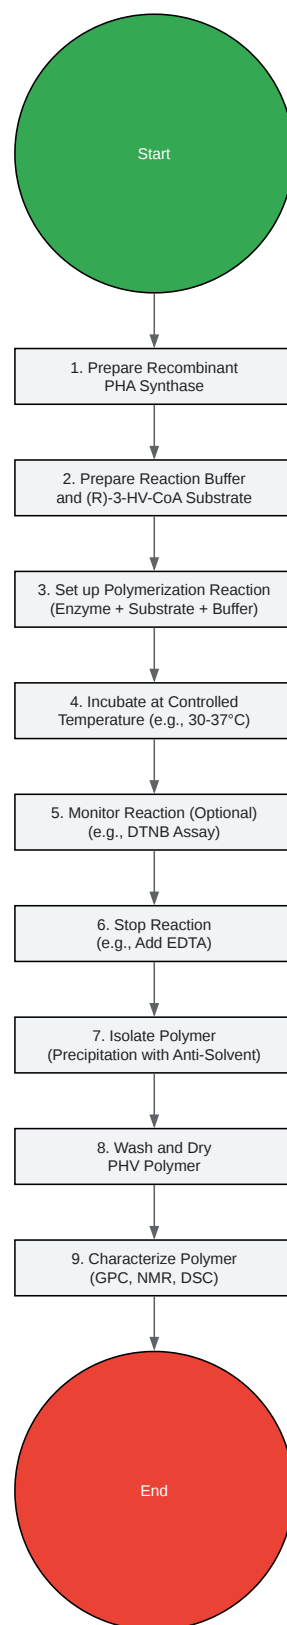 Start
1. Prepare Recombinant
PHA Synthase
2. Prepare Reaction Buffer
and (R)-3-HV-CoA Substrate
3. Set up Polymerization Reaction
(Enzyme + Substrate + Buffer)
4. Incubate at Controlled
Temperature (e.g., 30-37°C)
5. Monitor Reaction (Optional)
(e.g., DTNB Assay)
6. Stop Reaction
(e.g., Add EDTA)
7. Isolate Polymer
(Precipitation with Anti-Solvent)
8. Wash and Dry
PHV Polymer
9. Characterize Polymer
(GPC, NMR, DSC)
End